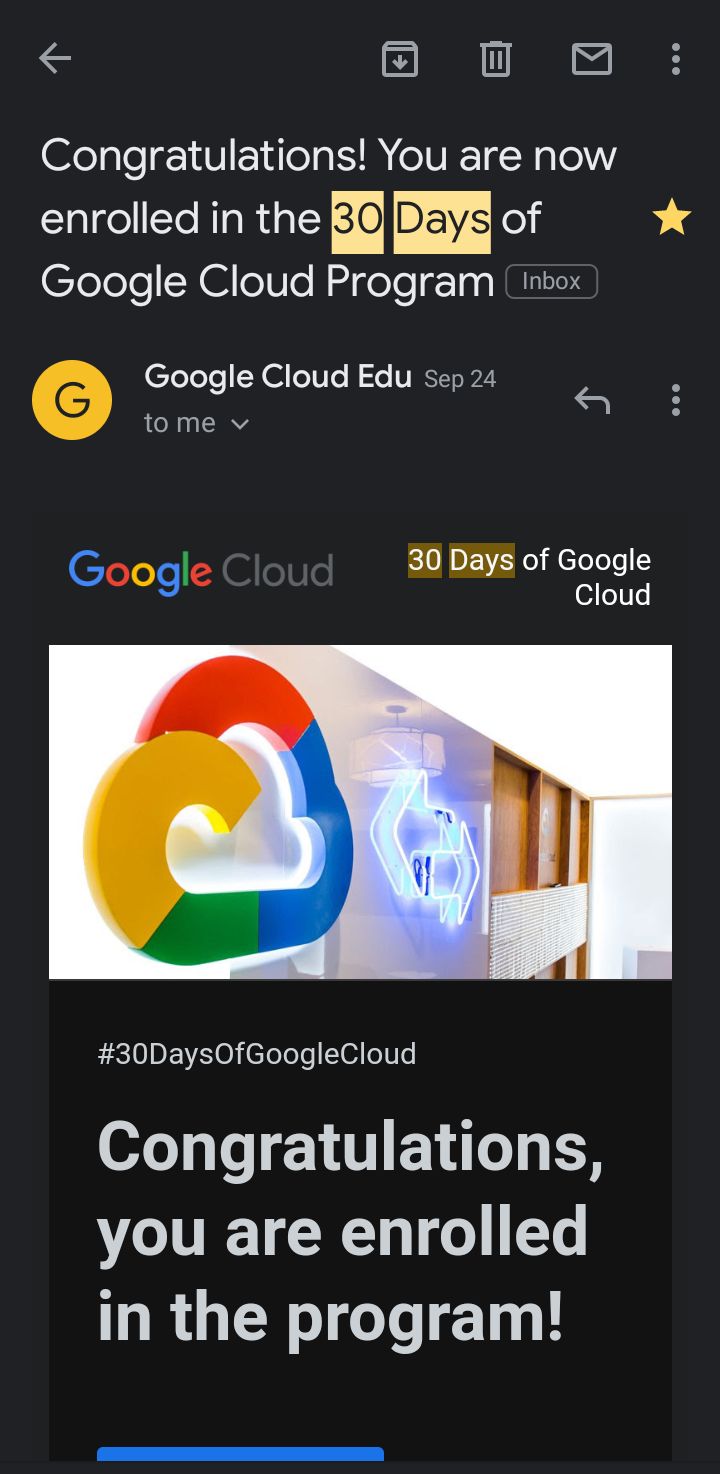 Congratulations! You are now
enrolled in the 30 Days of
Google Cloud Program Inbox
G
Google Cloud Edu Sep 24
to me
Google Cloud
30 Days of Google
Cloud
#30DaysOfGoogleCloud
Congratulations,
you are enrolled
in the program!